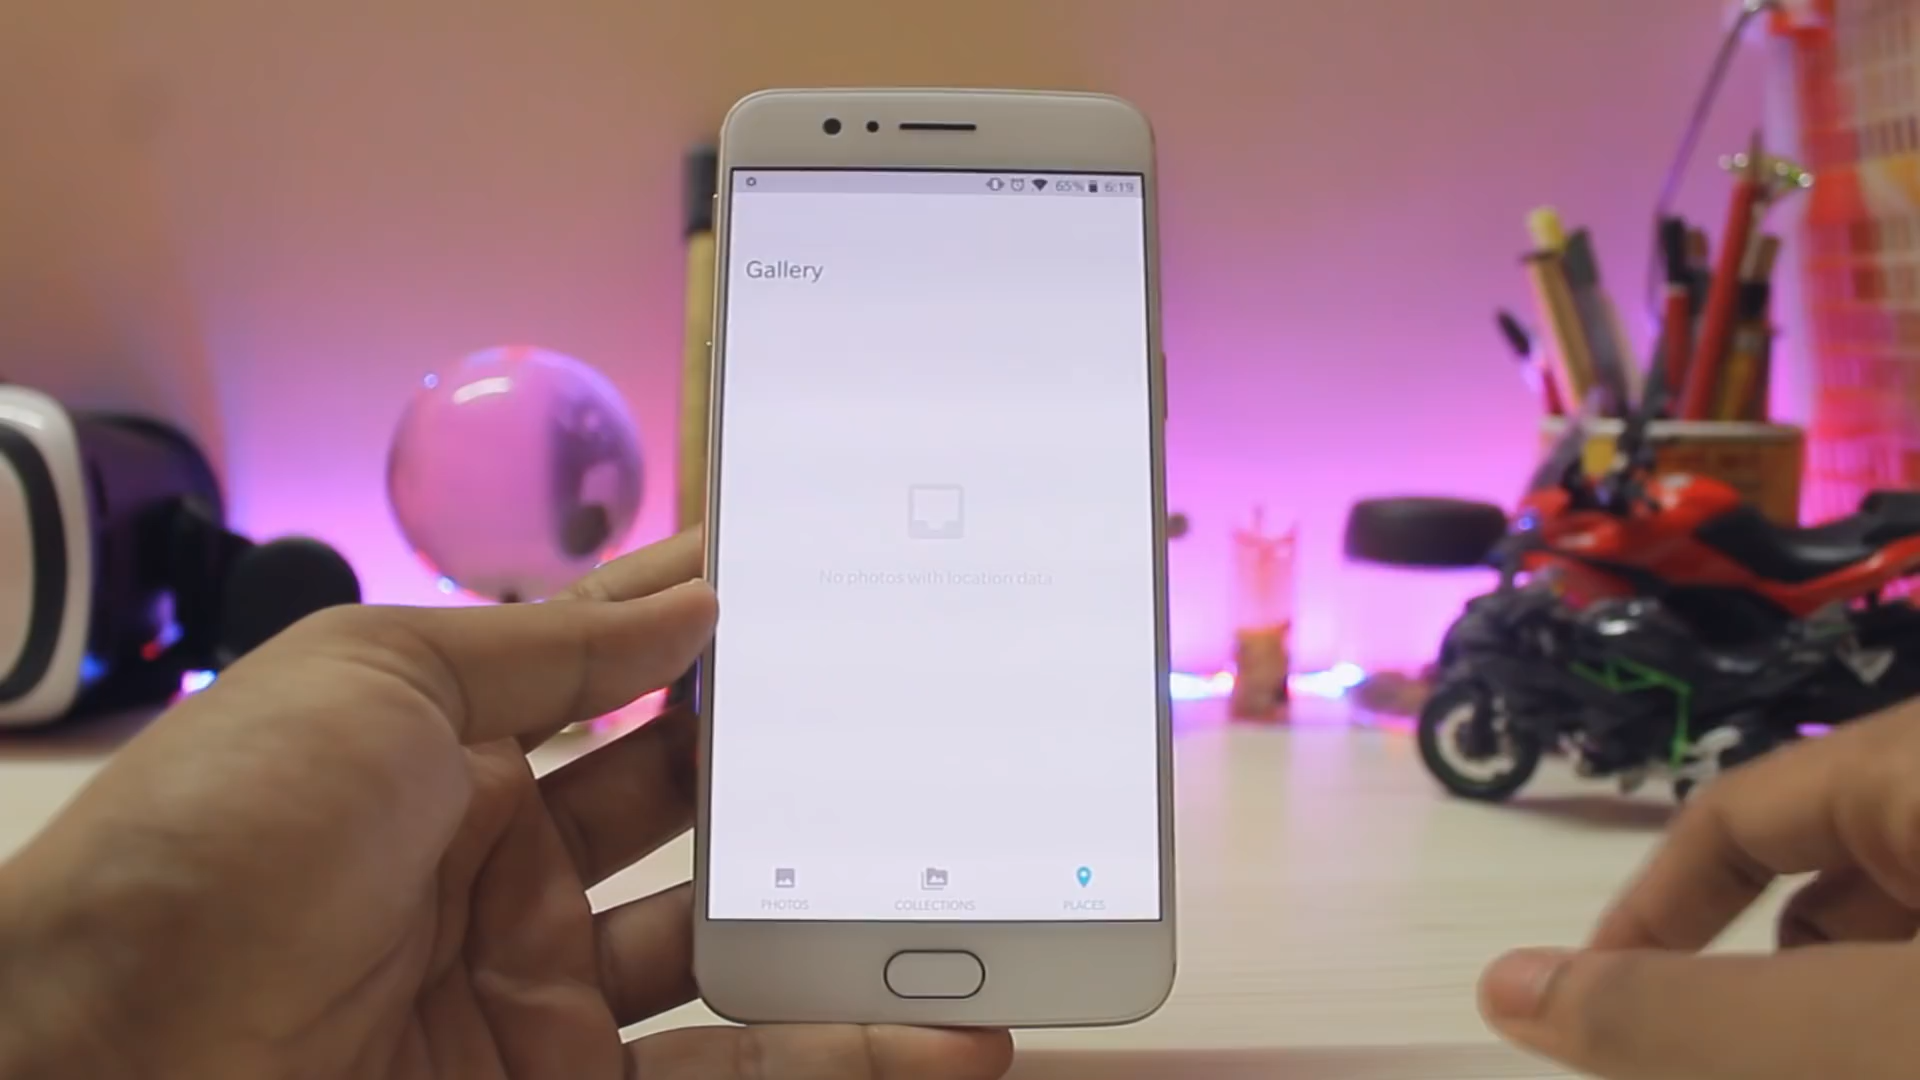 65% 6:19
Gallery
No photos with location data
PHOTOS COLLECTIONS PLACES